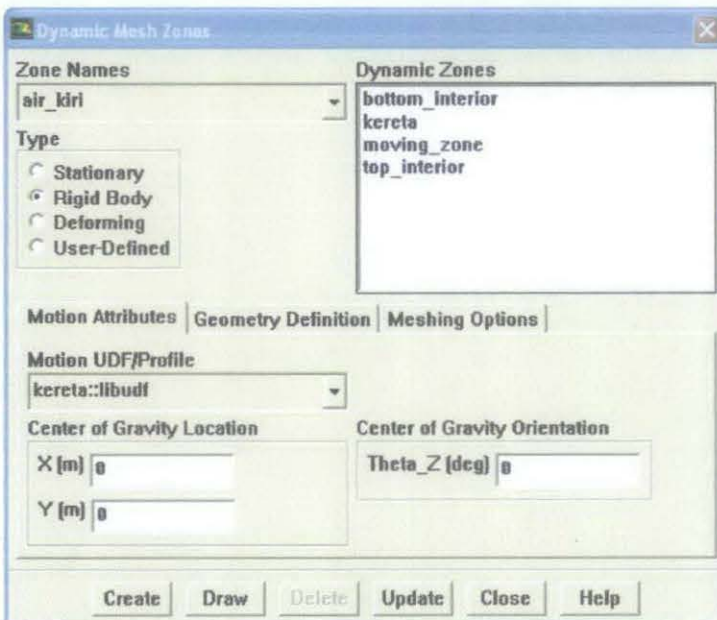 Dynamic Mesh Zones
Zone Names
air_kiri
Type
Stationary
Rigid Body
Deforming
User-Defined
Dynamic Zones
bottom_interior
kereta
moving_zone
top_interior
Motion Attributes Geometry Definition Meshing Options
Motion UDF/Profile
kereta::libudf
Center of Gravity Location
X (m) 0
Y (m) 0
Center of Gravity Orientation
Theta_Z (deg) 0
Create Draw Delete Update Close Help